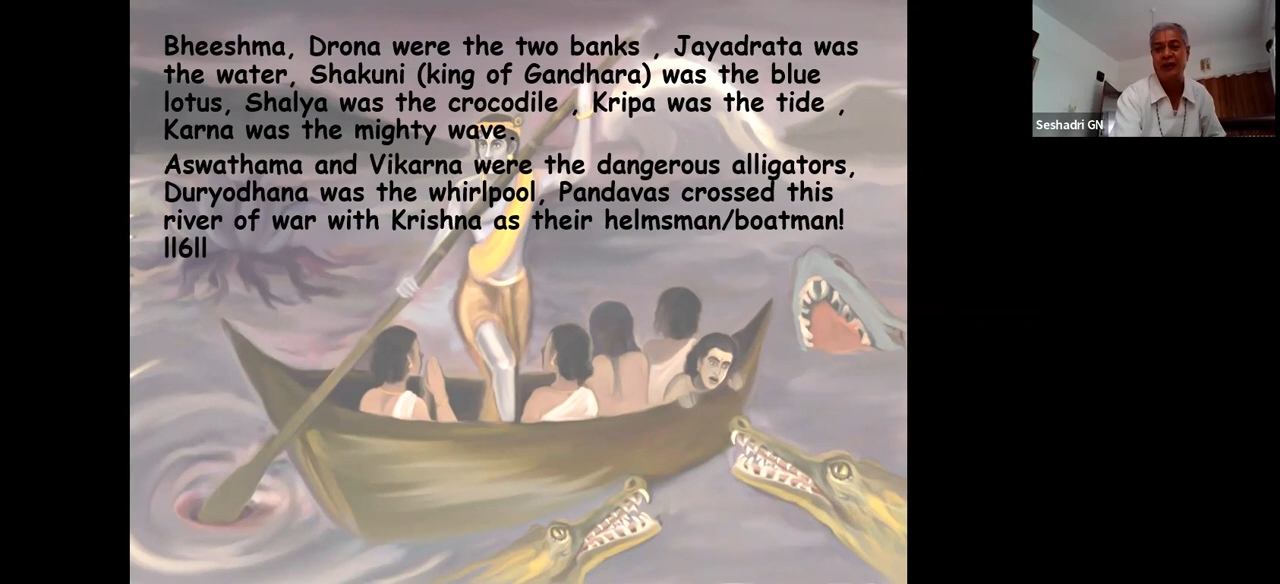 Bheeshma, Drona were the two banks , Jayadrata was
the water, Shakuni (king of Gandhara) was the blue
lotus, Shalya was the crocodile , Kripa was the tide ,
Karna was the mighty wave.
Aswathama and Vikarna were the dangerous alligators,
Duryodhana was the whirlpool, Pandavas crossed this
river of war with Krishna as their helmsman/boatman!
ll6ll
Seshadri GN